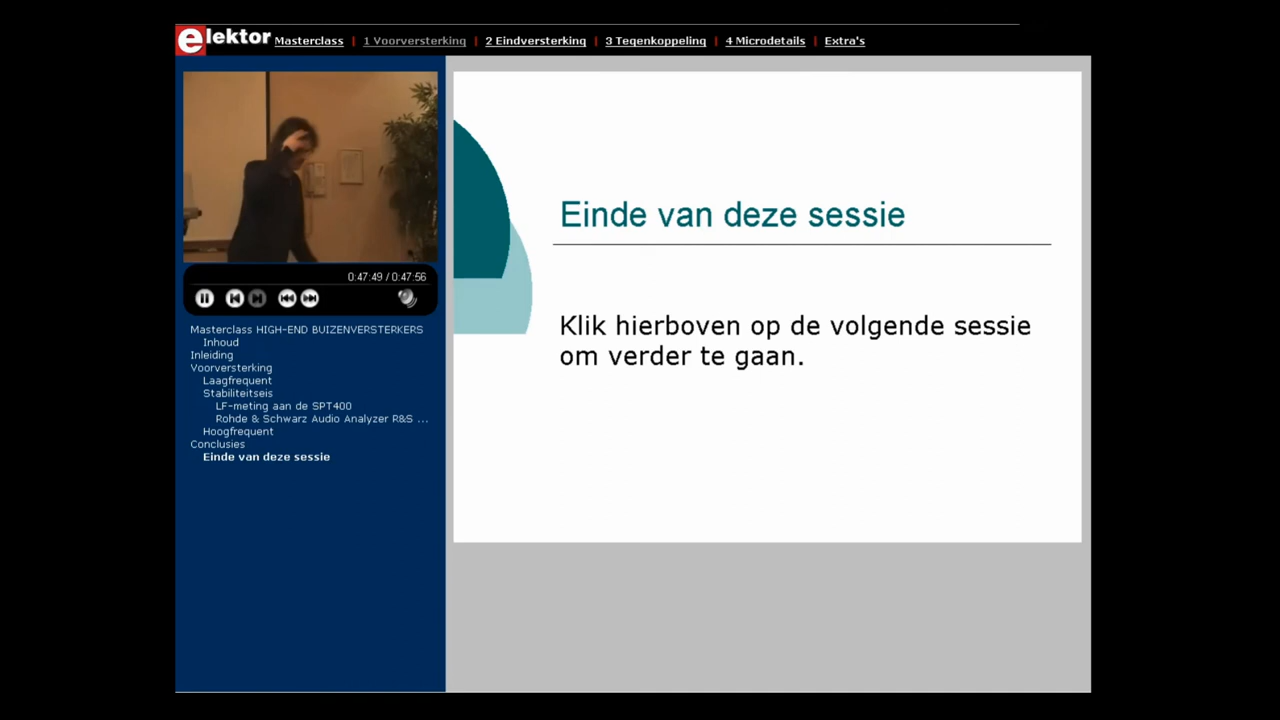 elektor Masterclass | 1 Voorversterking | 2 Eindversterking | 3 Tegenkoppeling | 4 Microdetails | Extra's
0:47:49 / 0:47:56
Masterclass HIGH-END BUIZENVERSTERKERS
Inhoud
Inleiding
Voorversterking
Laagfrequent
Stabiliteitseis
LF-meting aan de SPT400
Rohde & Schwarz Audio Analyzer R&S ...
Hoogfrequent
Conclusies
Einde van deze sessie
Einde van deze sessie
Klik hierboven op de volgende sessie
om verder te gaan.